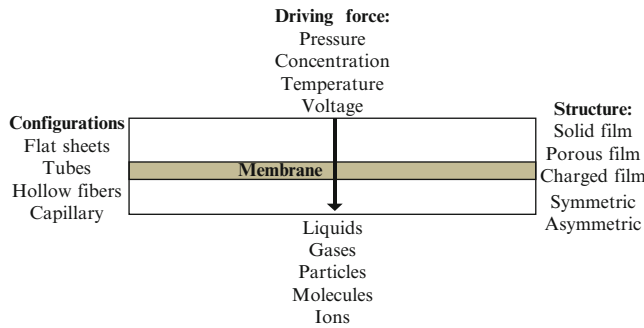 Driving force:
Pressure
Concentration
Temperature
Voltage
Configurations
Flat sheets
Tubes
Hollow fibers
Capillary
Membrane
Structure:
Solid film
Porous film
Charged film
Symmetric
Asymmetric
Liquids
Gases
Particles
Molecules
Ions